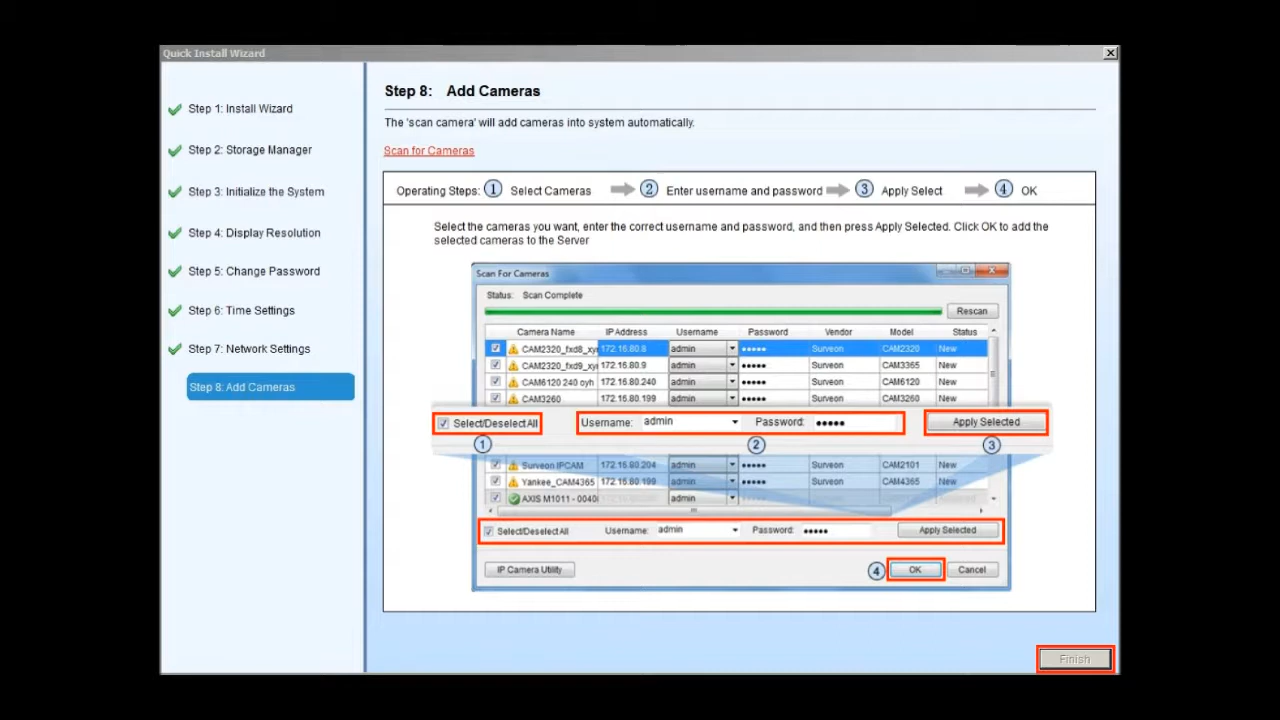 Quick Install Wizard
Step 1: Install Wizard
Step 2: Storage Manager
Step 3: Initialize the System
Step 4: Display Resolution
Step 5: Change Password
Step 6: Time Settings
Step 7: Network Settings
Step 8: Add Cameras
Step 8: Add Cameras
The 'scan camera' will add cameras into system automatically.
Scan for Cameras
Operating Steps: 1 Select Cameras 2 Enter username and password 3 Apply Select 4 OK
Select the cameras you want, enter the correct username and password, and then press Apply Selected. Click OK to add the
selected cameras to the Server
Scan For Cameras
Status: Scan Complete
Rescan
Camera Name IP Address Username Password Vendor Model Status
CAM2320_fxd8_xy 172.16.80.8 admin ••••• Surveon CAM2320 New
CAM2320_fxd9_xy 172.16.80.9 admin ••••• Surveon CAM3365 New
CAM6120 240 oyh 172.16.80.240 admin ••••• Surveon CAM6120 New
CAM3260 172.16.80.199 admin ••••• Surveon CAM3260 New
Select/Deselect All Username: admin Password: ••••• Apply Selected
1 2 3
Surveon IPCAM 172.16.80.204 admin ••••• Surveon CAM2101 New
Yankee_CAM4365 172.16.80.199 admin ••••• Surveon CAM4365 New
AXIS M1011 - 0040 admin •••••
Select/Deselect All Username: admin Password: ••••• Apply Selected
IP Camera Utility 4 OK Cancel
Finish